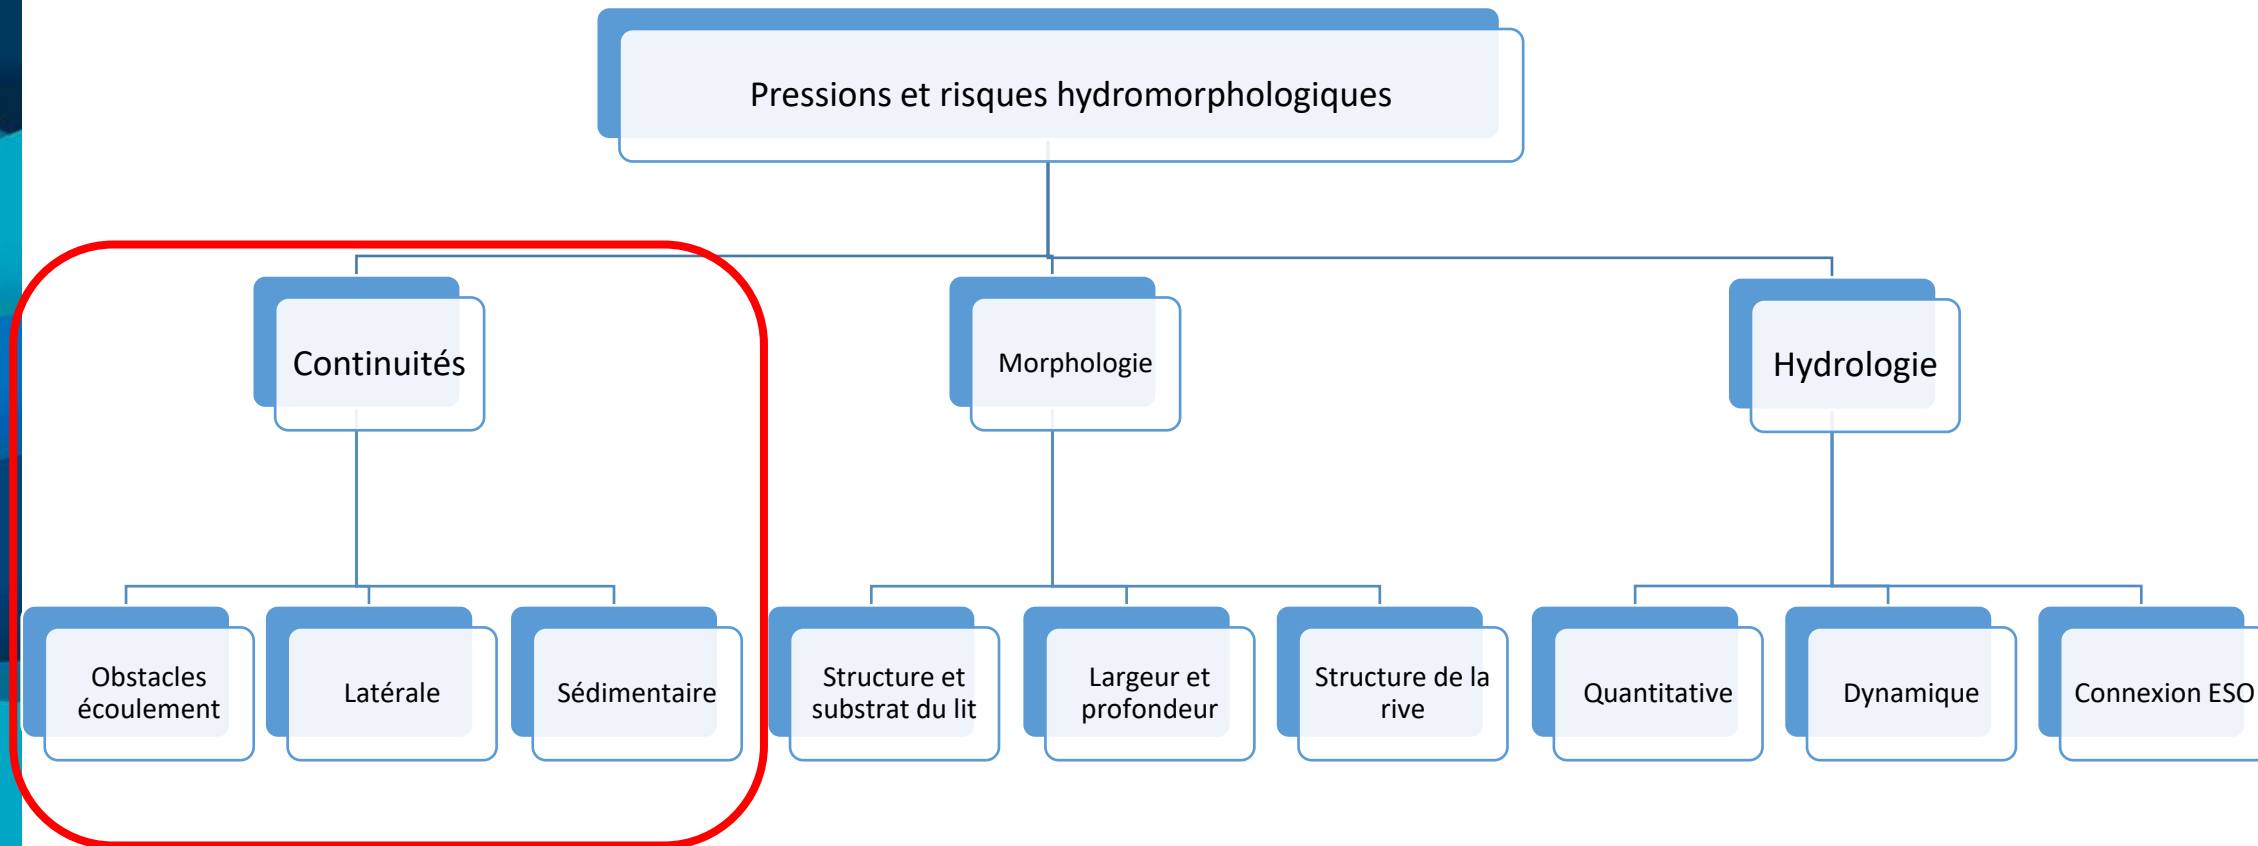 Pressions et risques hydromorphologiques
Continuités
Morphologie
Hydrologie
Obstacles
écoulement
Latérale
Sédimentaire
Structure et
substrat du lit
Largeur et
profondeur
Structure de la
rive
Quantitative
Dynamique
Connexion ESO